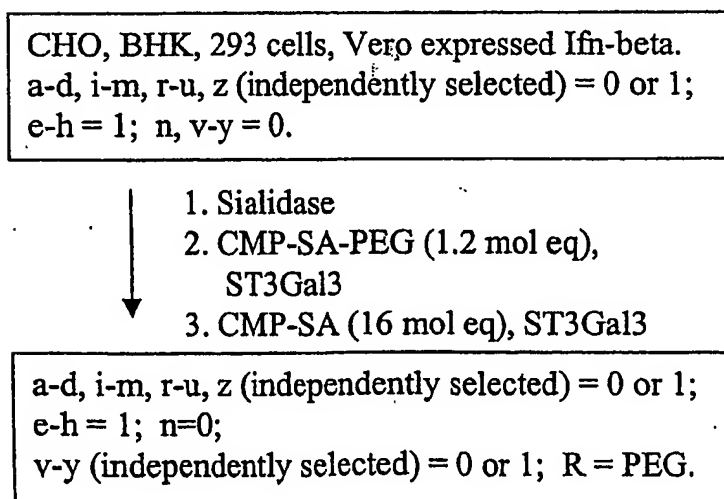 CHO, BHK, 293 cells, Vero expressed Ifn-beta.
a-d, i-m, r-u, z (independently selected) = 0 or 1;
e-h = 1; n, v-y = 0.
1. Sialidase
2. CMP-SA-PEG (1.2 mol eq),
ST3Gal3
3. CMP-SA (16 mol eq), ST3Gal3
a-d, i-m, r-u, z (independently selected) = 0 or 1;
e-h = 1; n=0;
v-y (independently selected) = 0 or 1; R = PEG.